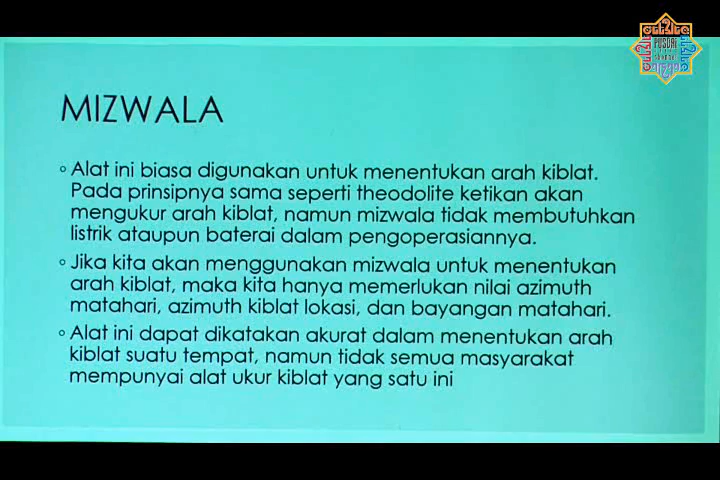 PUSDAI
MIZWALA
Alat ini biasa digunakan untuk menentukan arah kiblat.
Pada prinsipnya sama seperti theodolite ketikan akan
mengukur arah kiblat, namun mizwala tidak membutuhkan
listrik ataupun baterai dalam pengoperasiannya.
Jika kita akan menggunakan mizwala untuk menentukan
arah kiblat, maka kita hanya memerlukan nilai azimuth
matahari, azimuth kiblat lokasi, dan bayangan matahari.
Alat ini dapat dikatakan akurat dalam menentukan arah
kiblat suatu tempat, namun tidak semua masyarakat
mempunyai alat ukur kiblat yang satu ini